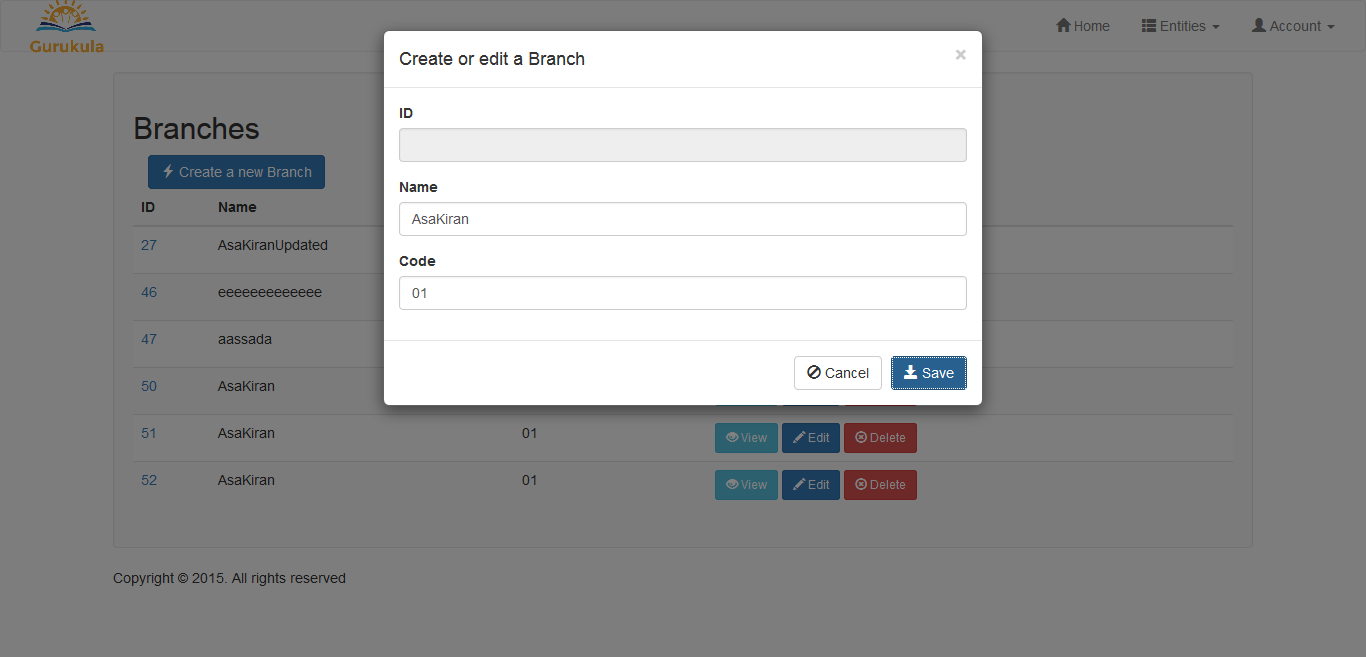 Gurukula
Home Entities Account
Create or edit a Branch ×
ID
Name
AsaKiran
Code
01
Cancel Save
Branches
Create a new Branch
ID Name
27 AsaKiranUpdated
46 eeeeeeeeeeeee
47 aassada
50 AsaKiran
51 AsaKiran 01 View Edit Delete
52 AsaKiran 01 View Edit Delete
Copyright © 2015. All rights reserved